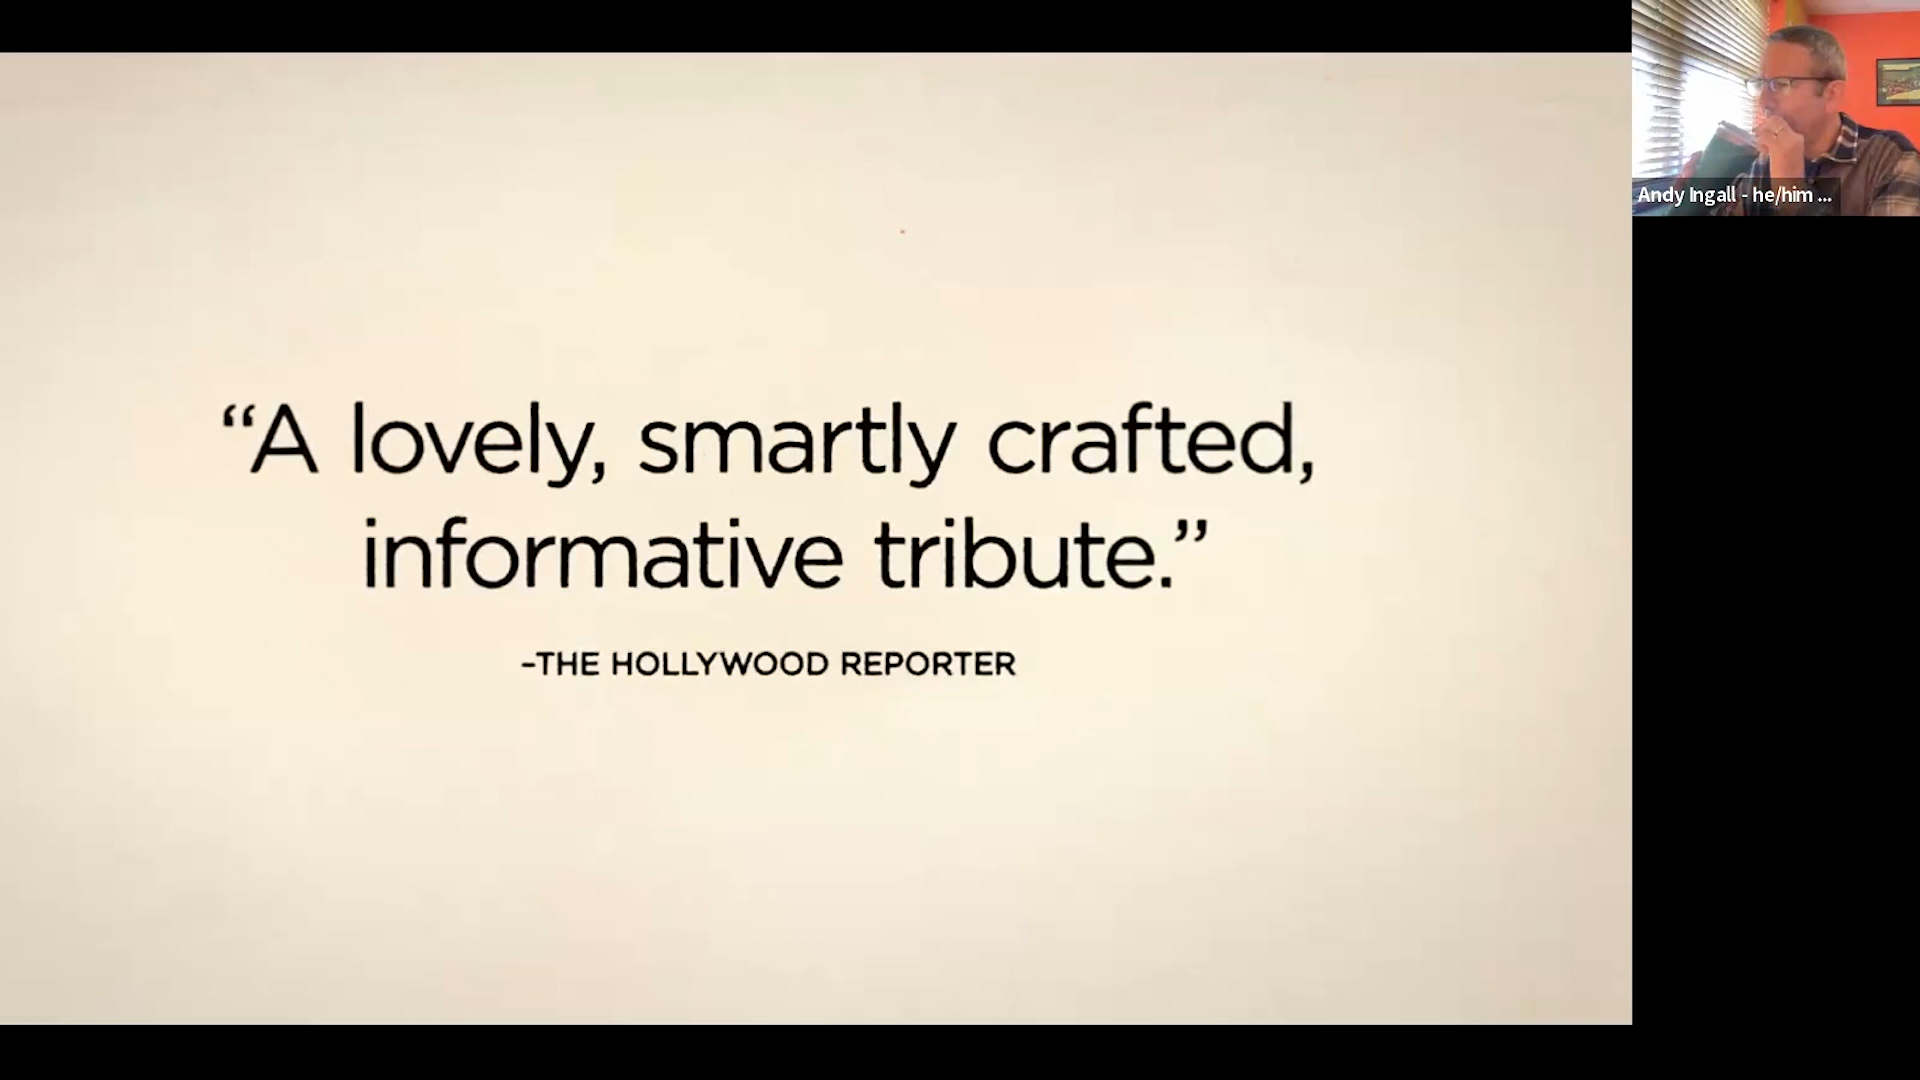 “A lovely, smartly crafted,
informative tribute.”
–THE HOLLYWOOD REPORTER
Andy Ingall - he/him ...